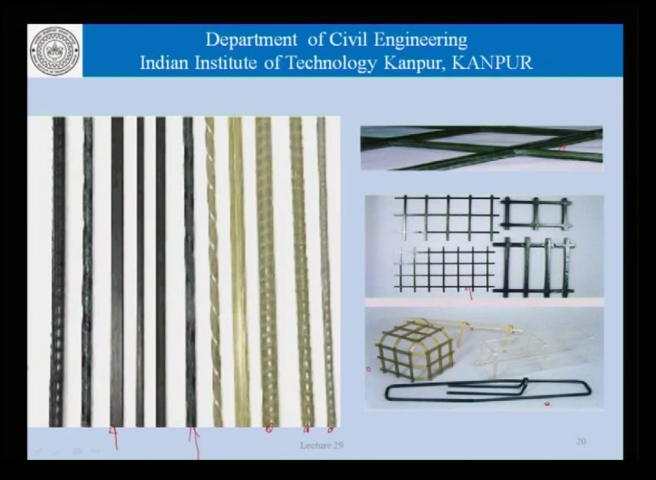 Department of Civil Engineering
Indian Institute of Technology Kanpur, KANPUR
Lecture 29
20